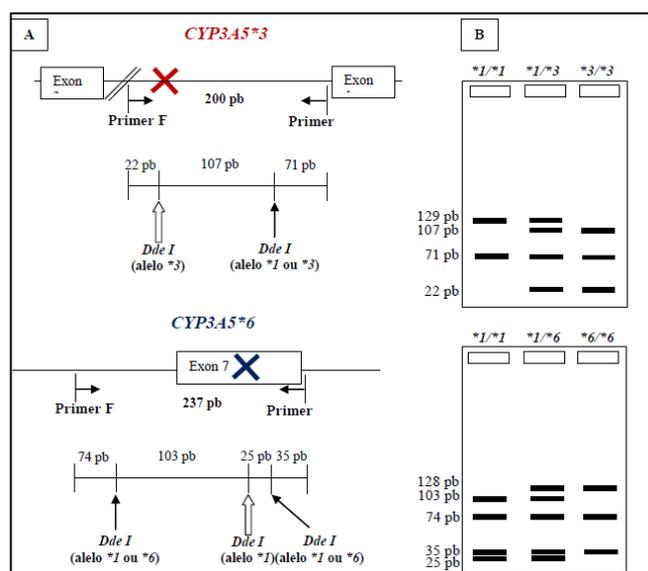 A
CYP3A5*3
Exon
Exon
200 pb
Primer F
Primer
22 pb
107 pb
71 pb
Dde I
(alelo *3)
Dde I
(alelo *1 ou *3)
CYP3A5*6
Exon 7
237 pb
Primer F
Primer
74 pb
103 pb
25 pb
35 pb
Dde I
(alelo *1 ou *6)
Dde I
(alelo *1)
Dde I
(alelo *1 ou *6)
B
*1/*1
*1/*3
*3/*3
129 pb
107 pb
71 pb
22 pb
*1/*1
*1/*6
*6/*6
128 pb
103 pb
74 pb
35 pb
25 pb